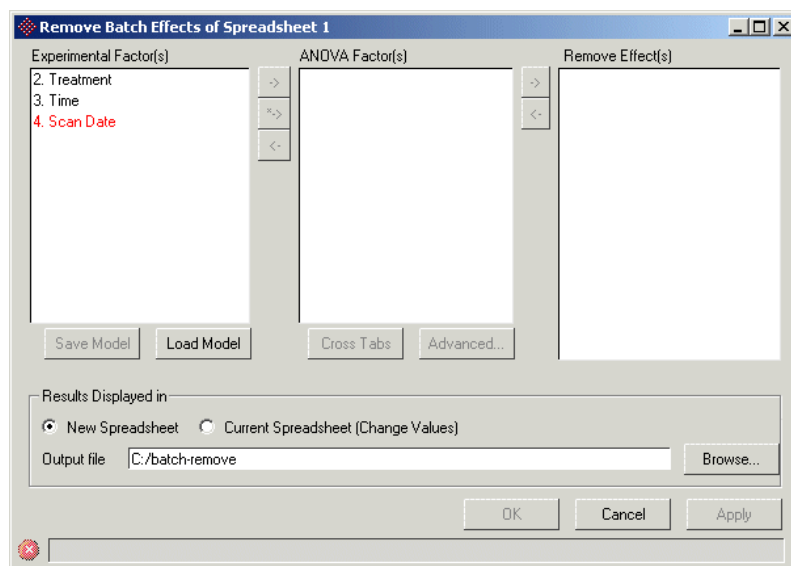 Remove Batch Effects of Spreadsheet 1
Experimental Factor(s) ANOVA Factor(s) Remove Effect(s)
2. Treatment
3. Time
4. Scan Date
->
*->
<-
->
<-
Save Model Load Model Cross Tabs Advanced...
Results Displayed in
New Spreadsheet Current Spreadsheet (Change Values)
Output file C:/batch-remove Browse...
OK Cancel Apply